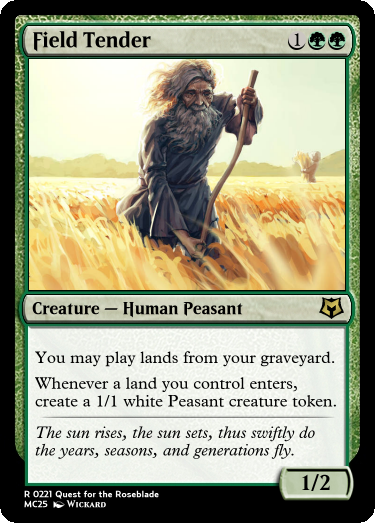 Field Tender 1
Creature — Human Peasant
You may play lands from your graveyard.
Whenever a land you control enters,
create a 1/1 white Peasant creature token.
The sun rises, the sun sets, thus swiftly do
the years, seasons, and generations fly.
1/2
R 0221 Quest for the Roseblade
MC25 Wickard